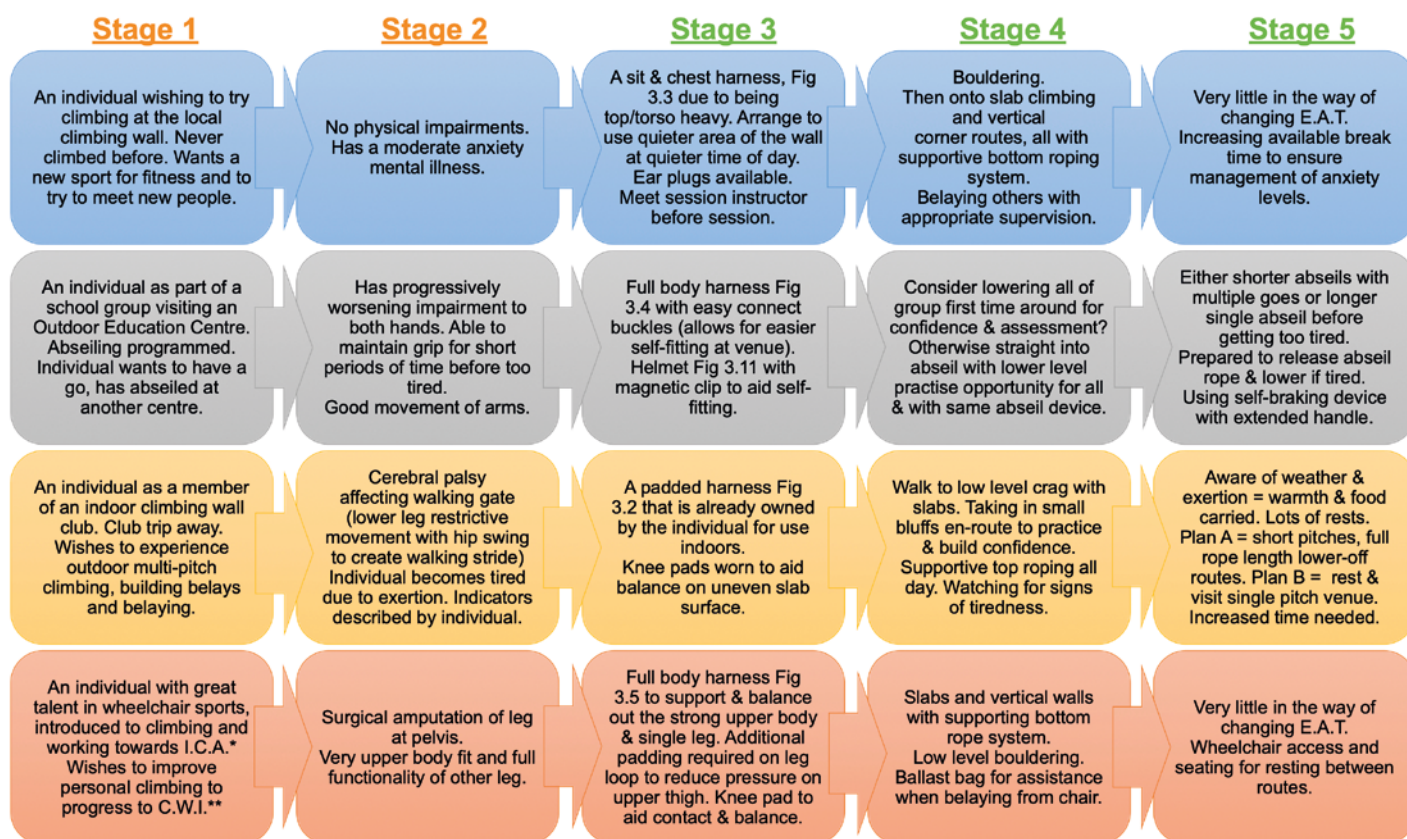 Stage 1
Stage 2
Stage 3
Stage 4
Stage 5
An individual wishing to try
climbing at the local
climbing wall. Never
climbed before. Wants a
new sport for fitness and to
try to meet new people.
No physical impairments.
Has a moderate anxiety
mental illness.
A sit & chest harness, Fig
3.3 due to being
top/torso heavy. Arrange to
use quieter area of the wall
at quieter time of day.
Ear plugs available.
Meet session instructor
before session.
Bouldering.
Then onto slab climbing
and vertical
corner routes, all with
supportive bottom roping
system.
Belaying others with
appropriate supervision.
Very little in the way of
changing E.A.T.
Increasing available break
time to ensure
management of anxiety
levels.
An individual as part of a
school group visiting an
Outdoor Education Centre.
Abseiling programmed.
Individual wants to have a
go, has abseiled at
another centre.
Has progressively
worsening impairment to
both hands. Able to
maintain grip for short
periods of time before too
tired.
Good movement of arms.
Full body harness Fig
3.4 with easy connect
buckles (allows for easier
self-fitting at venue).
Helmet Fig 3.11 with
magnetic clip to aid self-
fitting.
Consider lowering all of
group first time around for
confidence & assessment?
Otherwise straight into
abseil with lower level
practise opportunity for all
& with same abseil device.
Either shorter abseils with
multiple goes or longer
single abseil before
getting too tired.
Prepared to release abseil
rope & lower if tired.
Using self-braking device
with extended handle.
An individual as a member
of an indoor climbing wall
club. Club trip away.
Wishes to experience
outdoor multi-pitch
climbing, building belays
and belaying.
Cerebral palsy
affecting walking gate
(lower leg restrictive
movement with hip swing
to create walking stride)
Individual becomes tired
due to exertion. Indicators
described by individual.
A padded harness Fig
3.2 that is already owned
by the individual for use
indoors.
Knee pads worn to aid
balance on uneven slab
surface.
Walk to low level crag with
slabs. Taking in small
bluffs en-route to practice
& build confidence.
Supportive top roping all
day. Watching for signs
of tiredness.
Aware of weather &
exertion = warmth & food
carried. Lots of rests.
Plan A = short pitches, full
rope length lower-off
routes. Plan B = rest &
visit single pitch venue.
Increased time needed.
An individual with great
talent in wheelchair sports,
introduced to climbing and
working towards I.C.A.*
Wishes to improve
personal climbing to
progress to C.W.I.**
Surgical amputation of leg
at pelvis.
Very upper body fit and full
functionality of other leg.
Full body harness Fig
3.5 to support & balance
out the strong upper body
& single leg. Additional
padding required on leg
loop to reduce pressure on
upper thigh. Knee pad to
aid contact & balance.
Slabs and vertical walls
with supporting bottom
rope system.
Low level bouldering.
Ballast bag for assistance
when belaying from chair.
Very little in the way of
changing E.A.T.
Wheelchair access and
seating for resting between
routes.